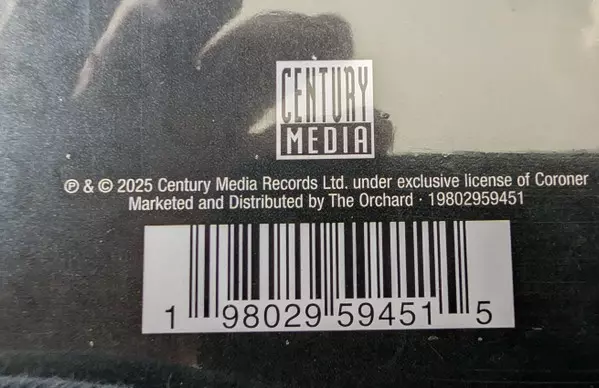 CENTURY
MEDIA
℗ & © 2025 Century Media Records Ltd. under exclusive license of Coroner
Marketed and Distributed by The Orchard · 19802959451
1 98029 59451 5